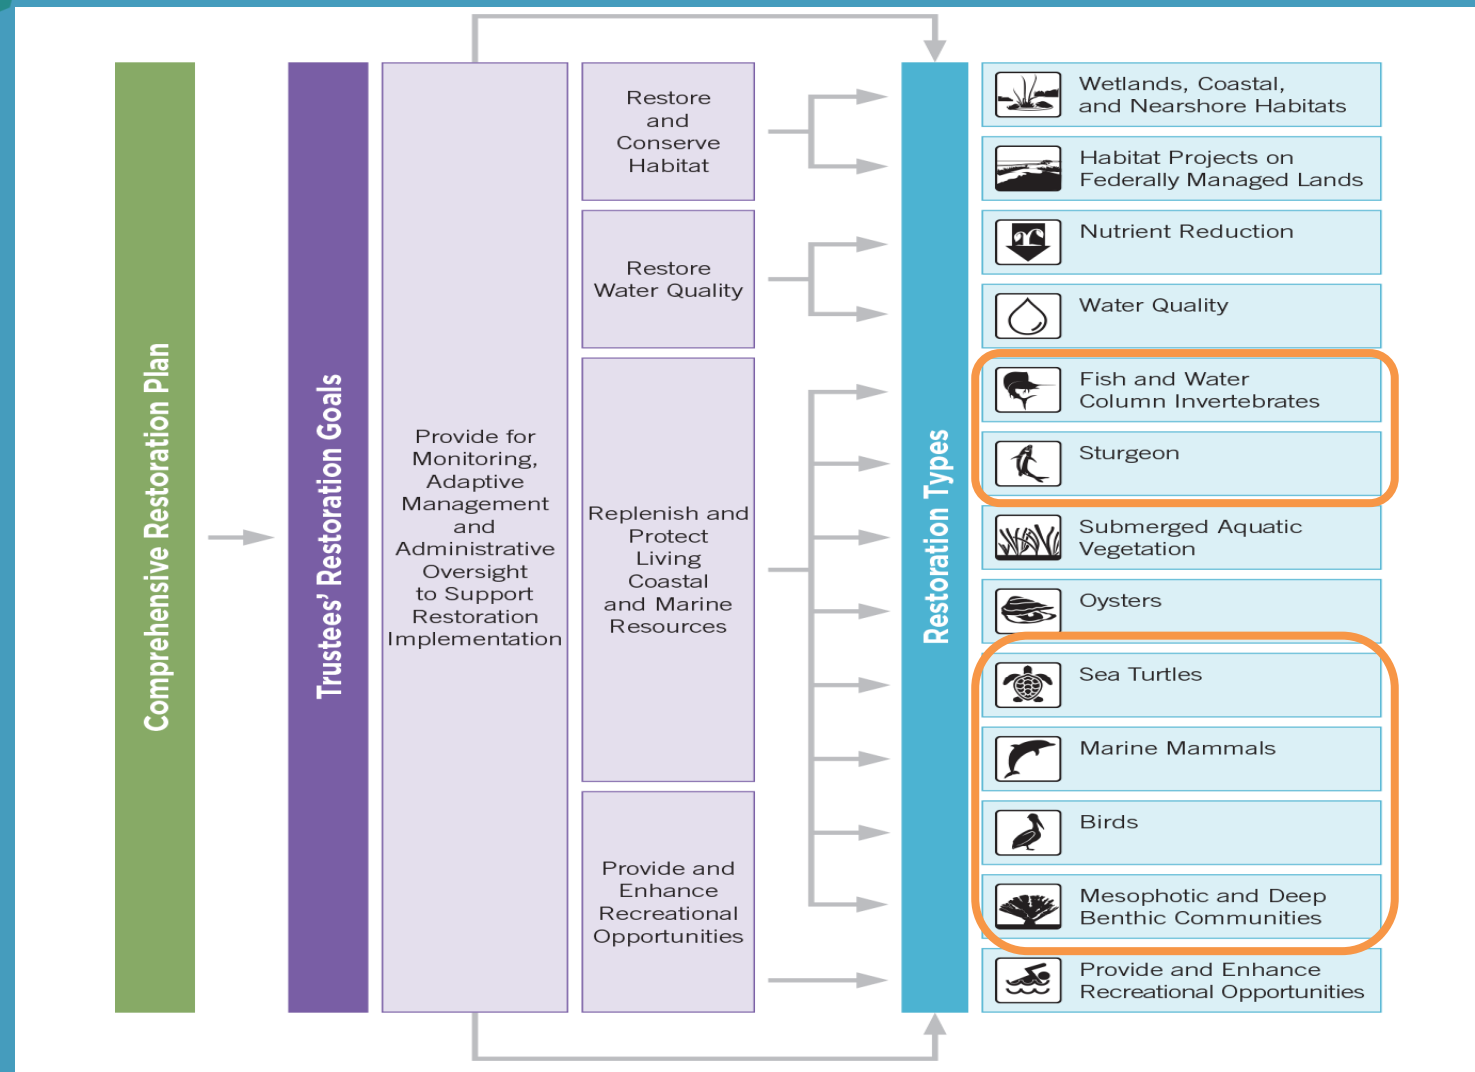 Comprehensive Restoration Plan
Trustees' Restoration Goals
Provide for
Monitoring,
Adaptive
Management
and
Administrative
Oversight
to Support
Restoration
Implementation
Restore
and
Conserve
Habitat
Restore
Water Quality
Replenish and
Protect
Living
Coastal
and Marine
Resources
Provide and
Enhance
Recreational
Opportunities
Restoration Types
Wetlands, Coastal,
and Nearshore Habitats
Habitat Projects on
Federally Managed Lands
Nutrient Reduction
Water Quality
Fish and Water
Column Invertebrates
Sturgeon
Submerged Aquatic
Vegetation
Oysters
Sea Turtles
Marine Mammals
Birds
Mesophotic and Deep
Benthic Communities
Provide and Enhance
Recreational Opportunities